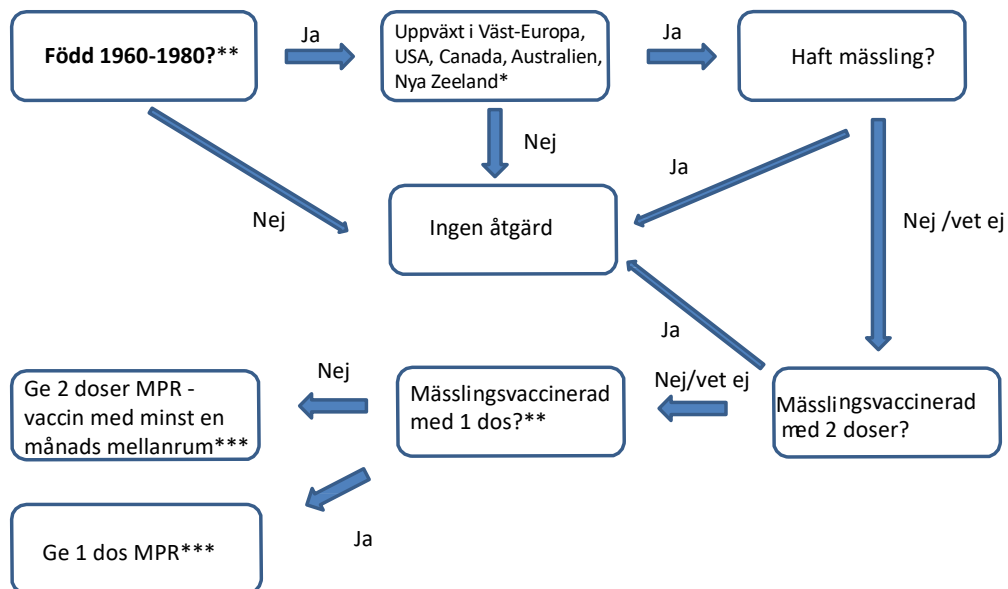 Född 1960-1980?**
Ja
Uppväxt i Väst-Europa,
USA, Canada, Australien,
Nya Zeeland*
Ja
Haft mässling?
Nej
Nej
Ja
Nej /vet ej
Ingen åtgärd
Ja
Ge 2 doser MPR -
vaccin med minst en
månads mellanrum***
Nej
Mässlingsvaccinerad
med 1 dos?**
Nej/vet ej
Mässlingsvaccinerad
med 2 doser?
Ja
Ge 1 dos MPR***